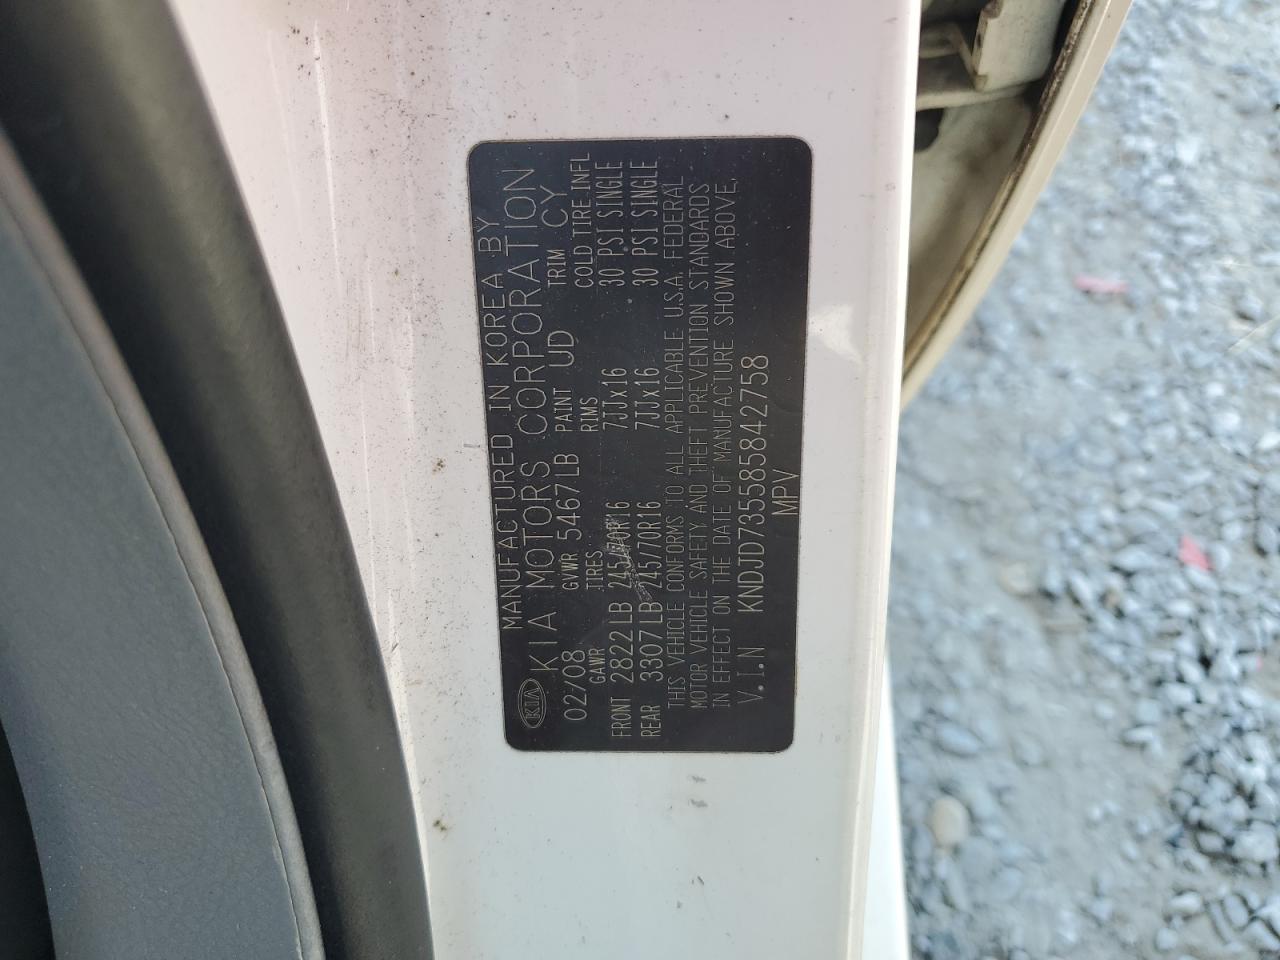 MANUFACTURED IN KOREA BY
KIA KIA MOTORS CORPORATION
02/08 GVWR 5467LB PAINT UD TRIM CY
GAWR TIRES RIMS COLD TIRE INFL
FRONT 2822LB 245/70R16 7JJx16 30 PSI SINGLE
REAR 3307LB 245/70R16 7JJx16 30 PSI SINGLE
THIS VEHICLE CONFORMS TO ALL APPLICABLE U.S.A. FEDERAL
MOTOR VEHICLE SAFETY AND THEFT PREVENTION STANDARDS
IN EFFECT ON THE DATE OF MANUFACTURE SHOWN ABOVE.
V.I.N KNDJD735585842758
MPV